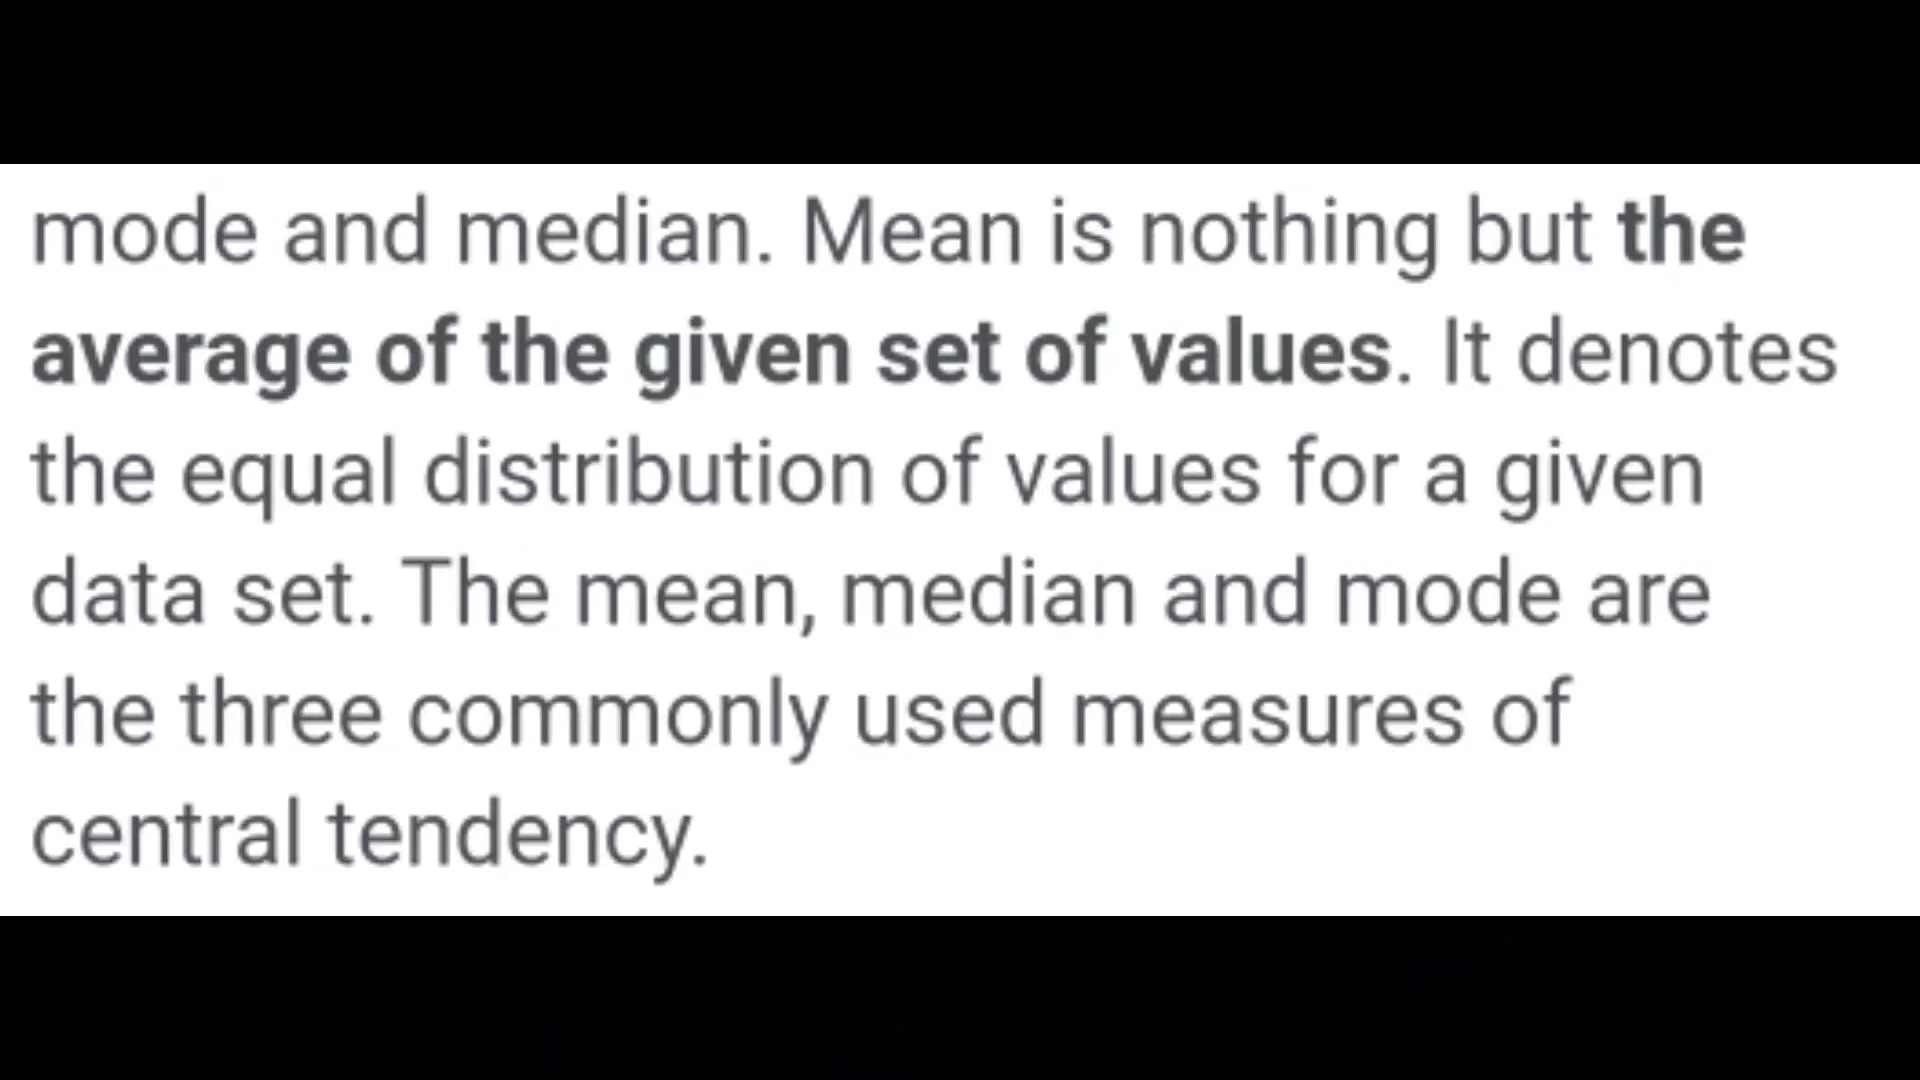 mode and median. Mean is nothing but the
average of the given set of values. It denotes
the equal distribution of values for a given
data set. The mean, median and mode are
the three commonly used measures of
central tendency.